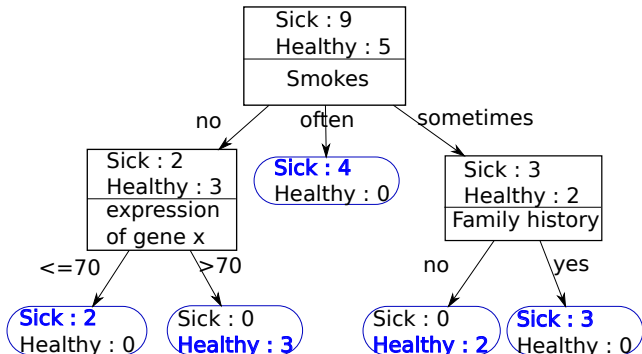 Sick : 9
Healthy : 5
Smokes
no
often
sometimes
Sick : 2
Healthy : 3
expression
of gene x
Sick : 4
Healthy : 0
Sick : 3
Healthy : 2
Family history
<=70
>70
no
yes
Sick : 2
Healthy : 0
Sick : 0
Healthy : 3
Sick : 0
Healthy : 2
Sick : 3
Healthy : 0